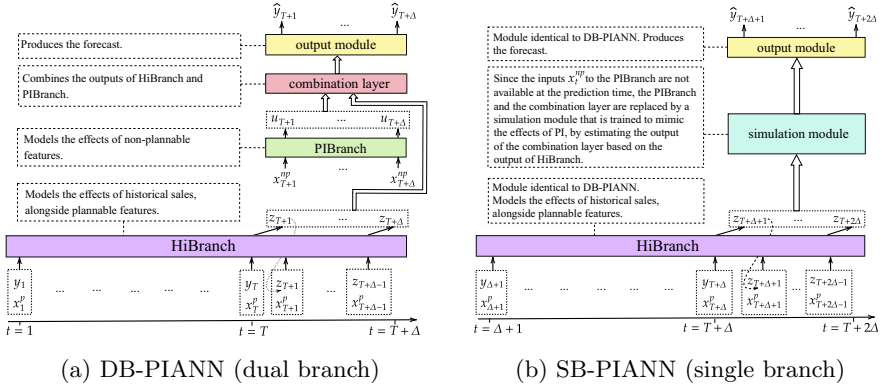 ŷ_{T+1} ... ŷ_{T+Δ}
Produces the forecast.
output module
Combines the outputs of HiBranch and
PIBranch.
combination layer
u_{T+1} ... u_{T+Δ}
Models the effects of non-plannable
features.
PIBranch
x^{np}_{T+1} ... x^{np}_{T+Δ}
Models the effects of historical sales,
alongside plannable features.
z_{T+1} ... z_{T+Δ}
HiBranch
y_1 ... ... ... y_T z_{T+1} ... z_{T+Δ-1}
x^p_1 x^p_T x^p_{T+1} x^p_{T+Δ-1}
t = 1 t = T t = T + Δ
(a) DB-PIANN (dual branch)
ŷ_{T+Δ+1} ... ŷ_{T+2Δ}
Module identical to DB-PIANN. Produces
the forecast.
output module
Since the inputs x^{np}_t to the PIBranch are not
available at the prediction time, the PIBranch
and the combination layer are replaced by a
simulation module that is trained to mimic
the effects of PI, by estimating the output
of the combination layer based on the
output of HiBranch.
simulation module
Module identical to DB-PIANN.
Models the effects of historical sales,
alongside plannable features.
z_{T+Δ+1} ... z_{T+2Δ}
HiBranch
y_{Δ+1} ... ... ... y_{T+Δ} z_{T+Δ+1} ... z_{T+2Δ-1}
x^p_{Δ+1} x^p_{T+Δ} x^p_{T+Δ+1} x^p_{T+2Δ-1}
t = Δ + 1 t = T + Δ t = T + 2Δ
(b) SB-PIANN (single branch)